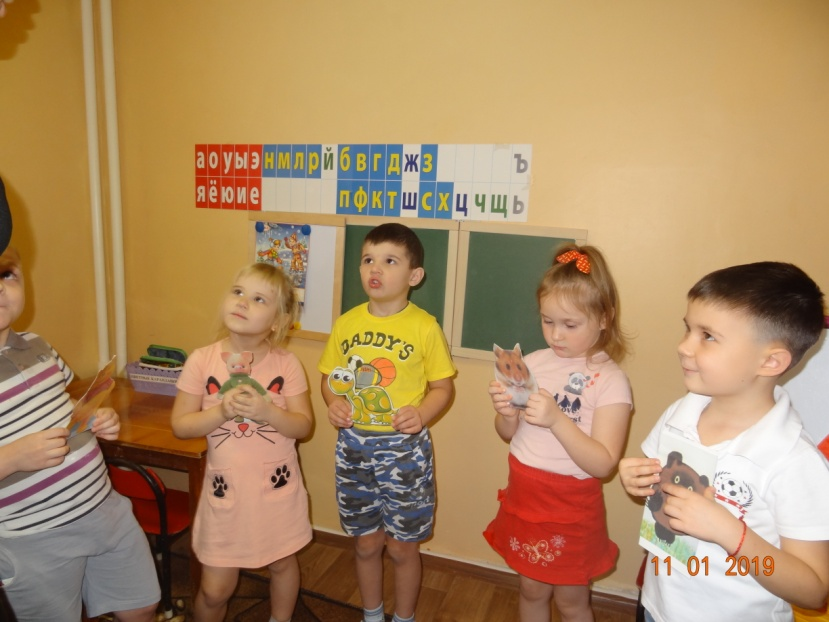 а о у ы э н м л р й б в г д ж з ъ
я ё ю и е п ф к т ш с х ц ч щ ь
DADDY'S
11 01 2019